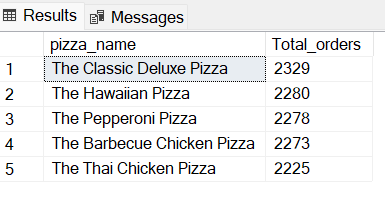 Results Messages
pizza_name Total_orders
1 The Classic Deluxe Pizza 2329
2 The Hawaiian Pizza 2280
3 The Pepperoni Pizza 2278
4 The Barbecue Chicken Pizza 2273
5 The Thai Chicken Pizza 2225